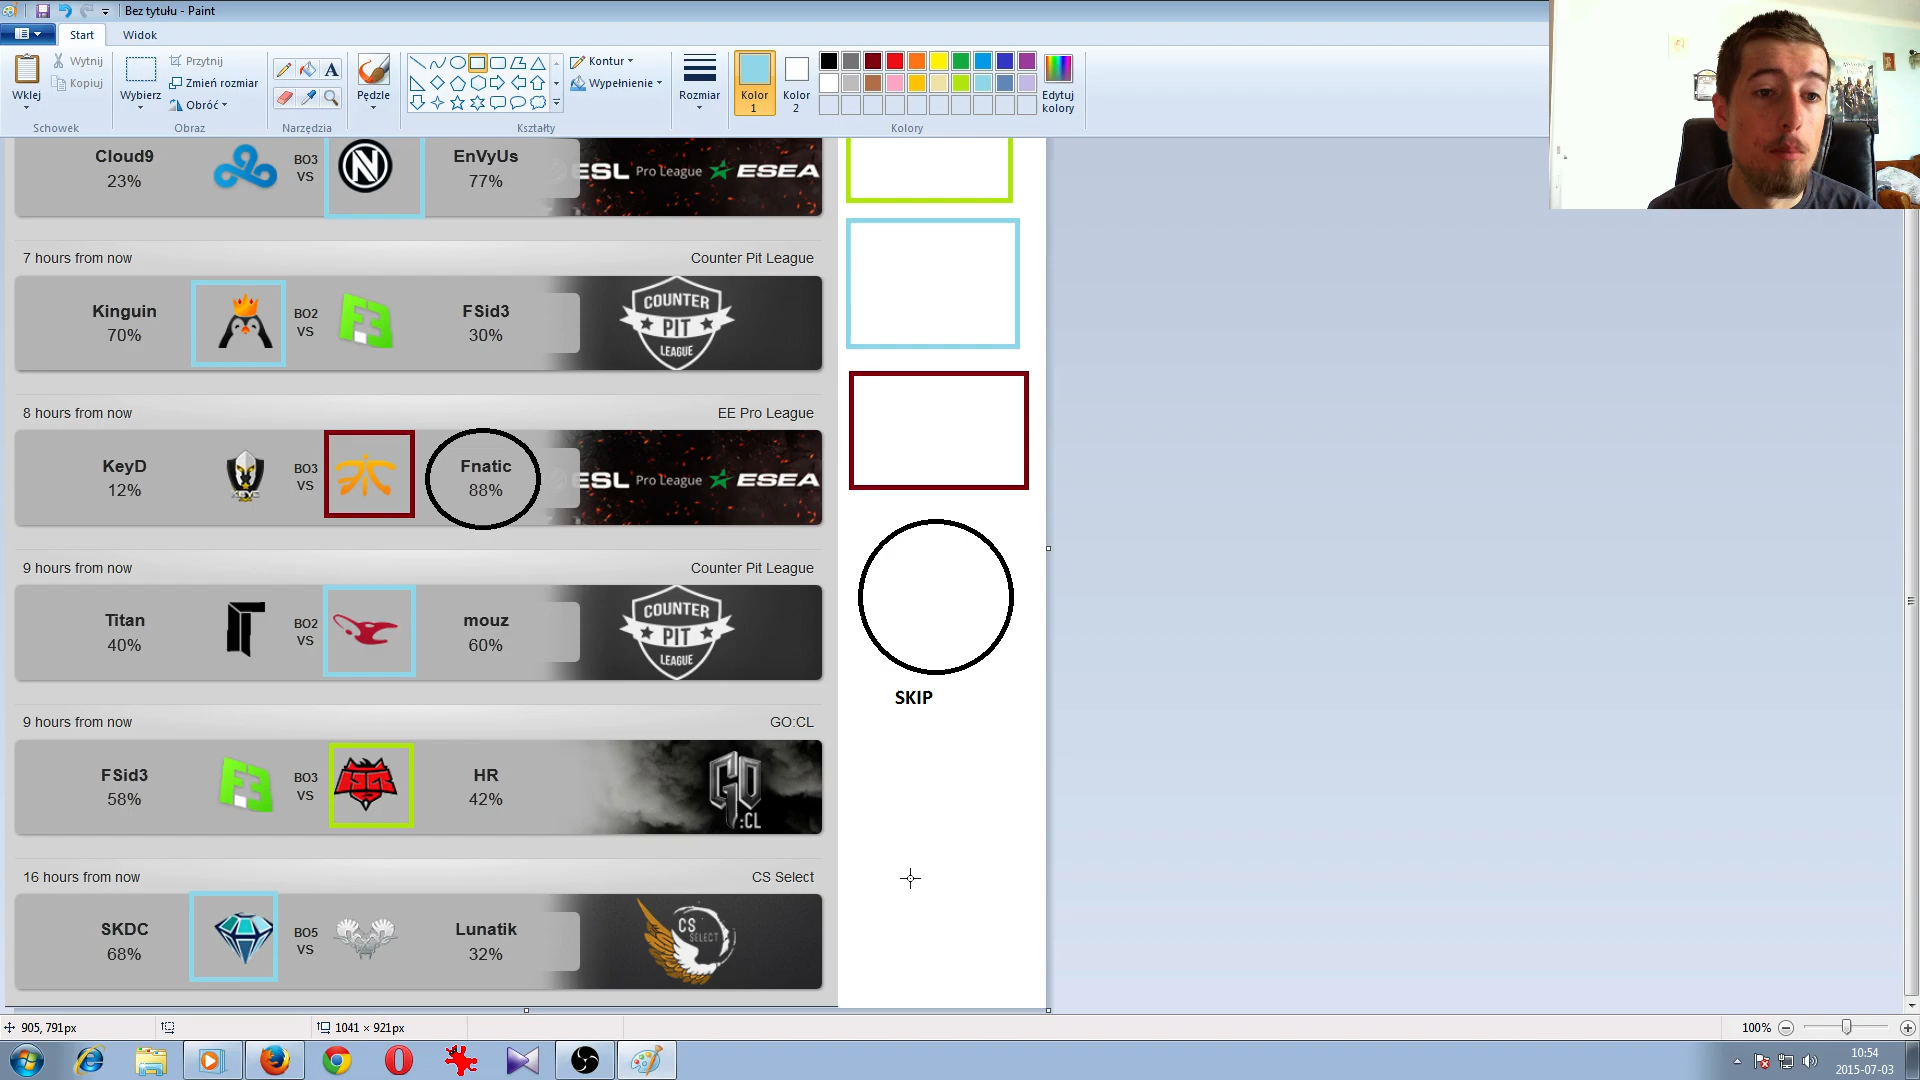 Bez tytułu - Paint
Start
Widok
Wklej
Wytnij
Kopiuj
Schowek
Wybierz
Przytnij
Zmień rozmiar
Obróć
Obraz
Narzędzia
Pędzle
Kształty
Kontur
Wypełnienie
Rozmiar
Kolor 1
Kolor 2
Edytuj kolory
Kolory
Cloud9
23%
BO3
VS
EnVyUs
77%
ESL Pro League ESEA
7 hours from now
Counter Pit League
Kinguin
70%
BO2
VS
FSid3
30%
COUNTER
PIT
LEAGUE
8 hours from now
EE Pro League
KeyD
12%
BO3
VS
Fnatic
88%
ESL Pro League ESEA
9 hours from now
Counter Pit League
Titan
40%
BO2
VS
mouz
60%
COUNTER
PIT
LEAGUE
SKIP
9 hours from now
GO:CL
FSid3
58%
BO3
VS
HR
42%
GO
:CL
16 hours from now
CS Select
SKDC
68%
BO5
VS
Lunatik
32%
CS
SELECT
905, 791px
1041 × 921px
100%
10:54
2015-07-03